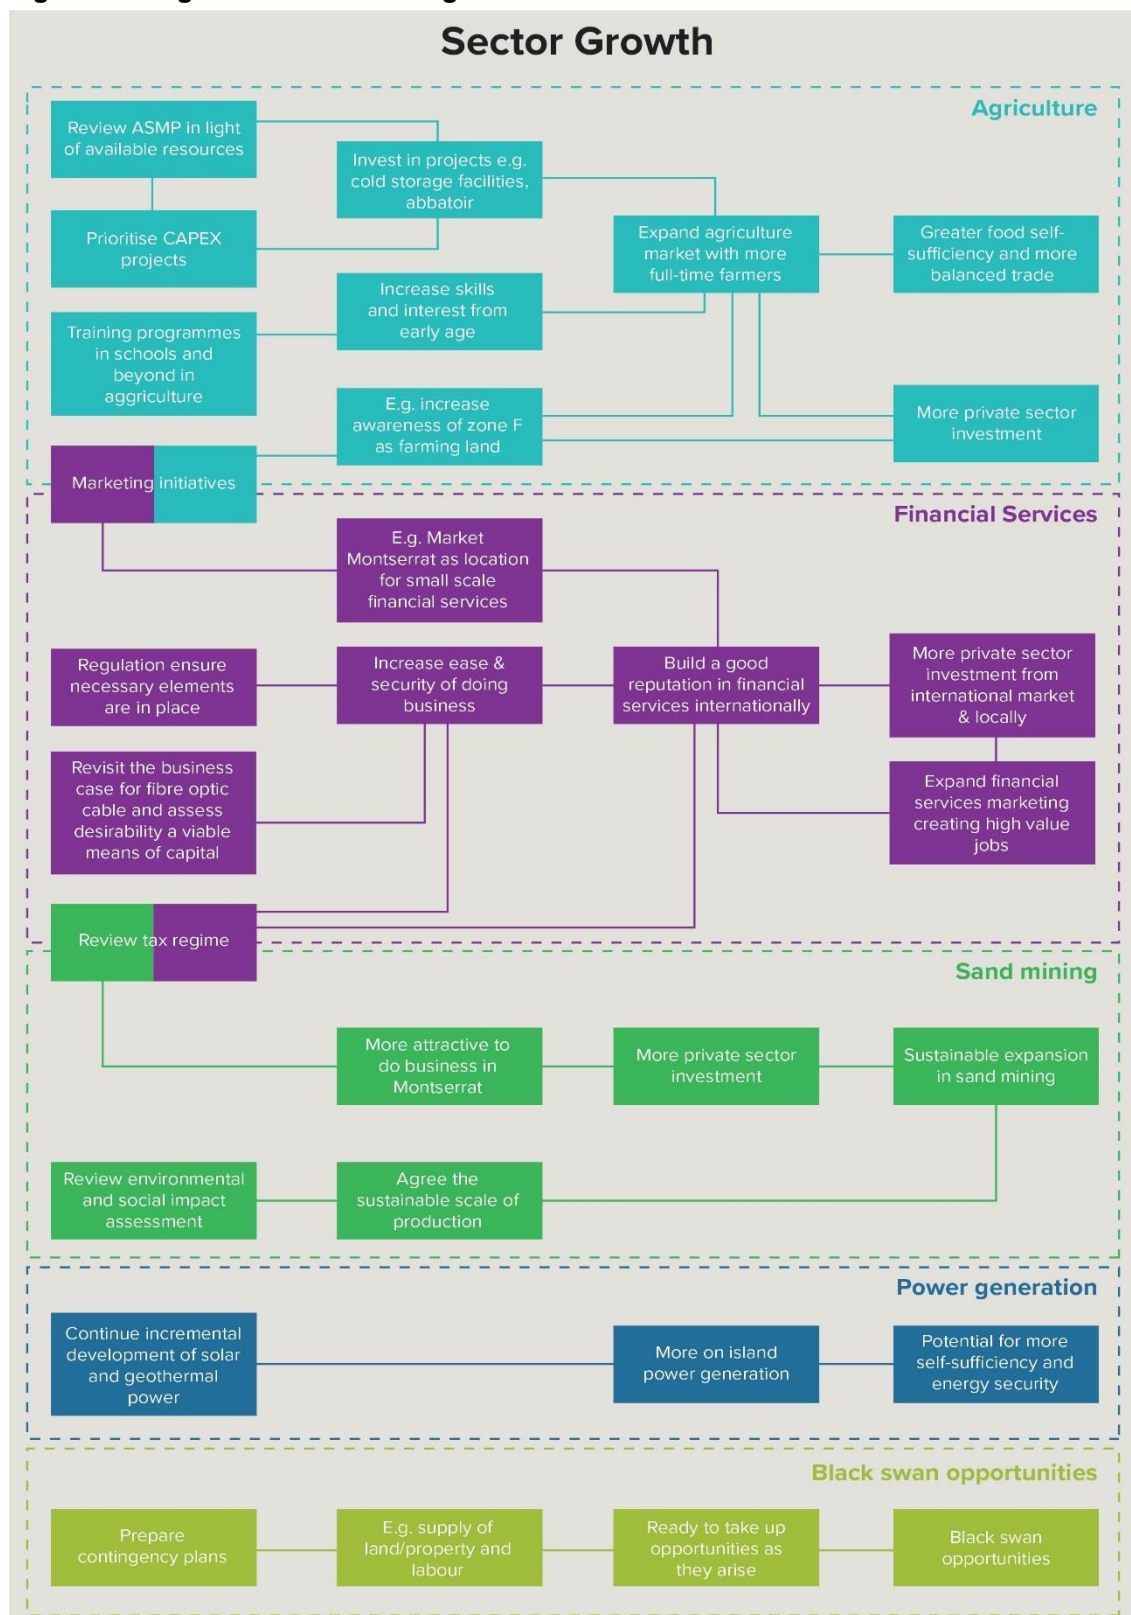 Sector Growth
Agriculture
Review ASMP in light
of available resources
Invest in projects e.g.
cold storage facilities,
abbatoir
Prioritise CAPEX
projects
Expand agriculture
market with more
full-time farmers
Greater food self-
sufficiency and more
balanced trade
Increase skills
and interest from
early age
Training programmes
in schools and
beyond in
aggriculture
E.g. increase
awareness of zone F
as farming land
More private sector
investment
Marketing initiatives
Financial Services
E.g. Market
Montserrat as location
for small scale
financial services
Regulation ensure
necessary elements
are in place
Increase ease &
security of doing
business
Build a good
reputation in financial
services internationally
More private sector
investment from
international market
& locally
Revisit the business
case for fibre optic
cable and assess
desirability a viable
means of capital
Expand financial
services marketing
creating high value
jobs
Review tax regime
Sand mining
More attractive to
do business in
Montserrat
More private sector
investment
Sustainable expansion
in sand mining
Review environmental
and social impact
assessment
Agree the
sustainable scale of
production
Power generation
Continue incremental
development of solar
and geothermal
power
More on island
power generation
Potential for more
self-sufficiency and
energy security
Black swan opportunities
Prepare
contingency plans
E.g. supply of
land/property and
labour
Ready to take up
opportunities as
they arise
Black swan
opportunities